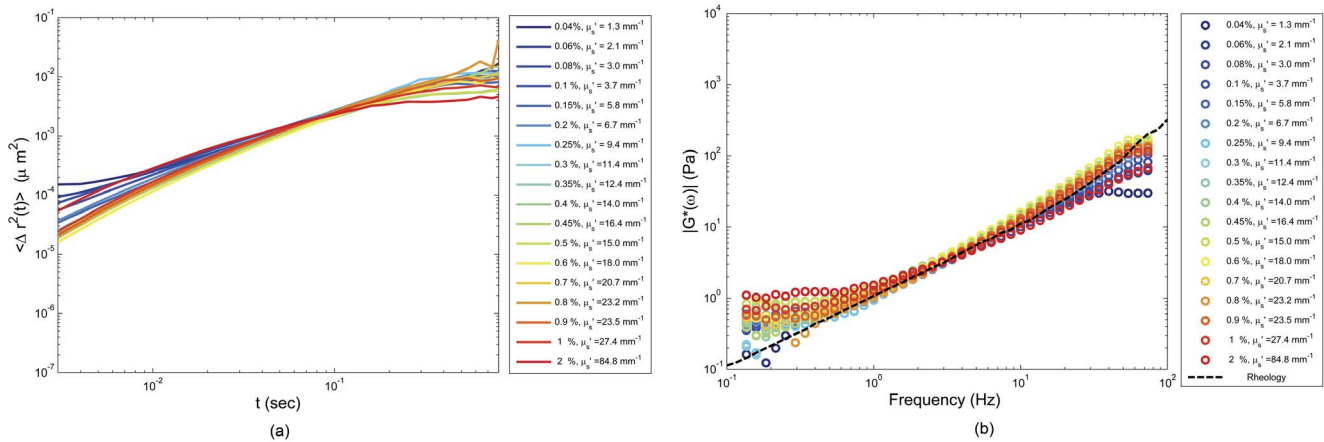 <Δ r²(t)> (μ m²)
10⁻¹
10⁻²
10⁻³
10⁻⁴
10⁻⁵
10⁻⁶
10⁻⁷
10⁻²
10⁻¹
t (sec)
(a)
0.04%, μs' = 1.3 mm⁻¹
0.06%, μs' = 2.1 mm⁻¹
0.08%, μs' = 3.0 mm⁻¹
0.1 %, μs' = 3.7 mm⁻¹
0.15%, μs' = 5.8 mm⁻¹
0.2 %, μs' = 6.7 mm⁻¹
0.25%, μs' = 9.4 mm⁻¹
0.3 %, μs' =11.4 mm⁻¹
0.35%, μs' = 12.4 mm⁻¹
0.4 %, μs' = 14.0 mm⁻¹
0.45%, μs' = 16.4 mm⁻¹
0.5 %, μs' =15.0 mm⁻¹
0.6 %, μs' =18.0 mm⁻¹
0.7 %, μs' =20.7 mm⁻¹
0.8 %, μs' =23.2 mm⁻¹
0.9 %, μs' =23.5 mm⁻¹
1 %, μs' =27.4 mm⁻¹
2 %, μs' =84.8 mm⁻¹
|G*(ω)| (Pa)
10⁴
10³
10²
10¹
10⁰
10⁻¹
10⁻¹
10⁰
10¹
10²
Frequency (Hz)
(b)
0.04%, μs' = 1.3 mm⁻¹
0.06%, μs' = 2.1 mm⁻¹
0.08%, μs' = 3.0 mm⁻¹
0.1 %, μs' = 3.7 mm⁻¹
0.15%, μs' = 5.8 mm⁻¹
0.2 %, μs' = 6.7 mm⁻¹
0.25%, μs' = 9.4 mm⁻¹
0.3 %, μs' =11.4 mm⁻¹
0.35%, μs' = 12.4 mm⁻¹
0.4 %, μs' = 14.0 mm⁻¹
0.45%, μs' =16.4 mm⁻¹
0.5 %, μs' =15.0 mm⁻¹
0.6 %, μs' =18.0 mm⁻¹
0.7 %, μs' =20.7 mm⁻¹
0.8 %, μs' =23.2 mm⁻¹
0.9 %, μs' =23.5 mm⁻¹
1 %, μs' =27.4 mm⁻¹
2 %, μs' =84.8 mm⁻¹
Rheology